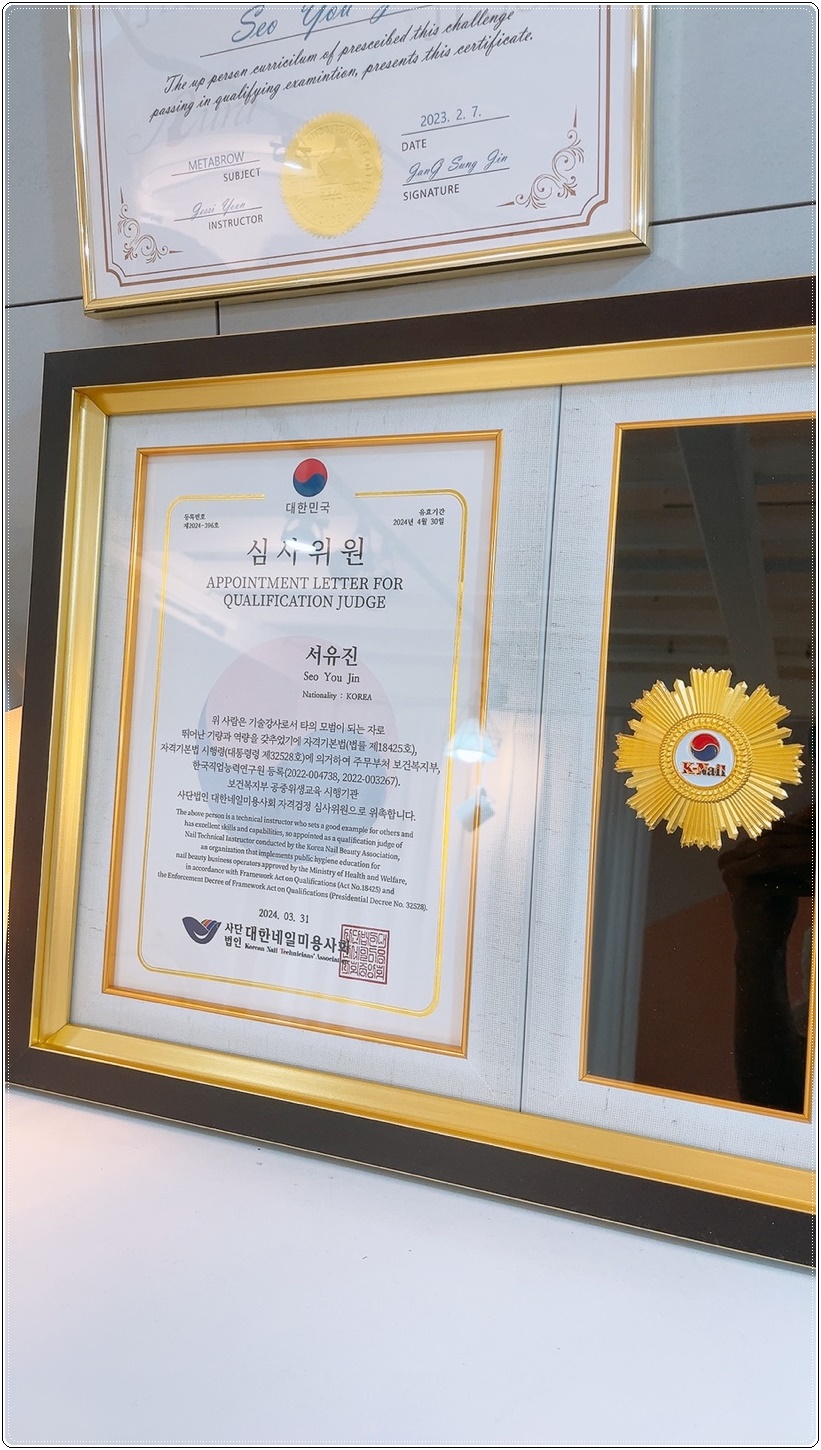 Seo You J
The up person curricilum of presceibed this challenge
passing in qualifying examintion, presents this certificate.
METABROW
SUBJECT
Jessi Yoon
INSTRUCTOR
2023. 2. 7.
DATE
JanG Sung Jin
SIGNATURE
대한민국
등록번호
제2024-396호
유효기간
2024년 4월 30일
심사위원
APPOINTMENT LETTER FOR
QUALIFICATION JUDGE
서유진
Seo You Jin
Nationality : KOREA
위 사람은 기술강사로서 타의 모범이 되는 자로
뛰어난 기량과 역량을 갖추었기에 자격기본법(법률 제18425호),
자격기본법 시행령(대통령령 제32528호)에 의거하여 주무부처 보건복지부,
한국직업능력연구원 등록(2022-004738, 2022-003267).
보건복지부 공중위생교육 시행기관
사단법인 대한네일미용사회 자격검정 심사위원으로 위촉합니다.
The above person is a technical instructor who sets a good example for others and
has excellent skills and capabilities, so appointed as a qualification judge of
Nail Technical Instructor conducted by the Korea Nail Beauty Association,
an organization that implements public hygiene education for
nail beauty business operators approved by the Ministry of Health and Welfare,
in accordance with Framework Act on Qualifications (Act No.18425) and
the Enforcement Decree of Framework Act on Qualifications (Presidential Decree No. 32528).
2024. 03. 31
사단법인 대한네일미용사회
Korean Nail Technicians' Association
K-Nail